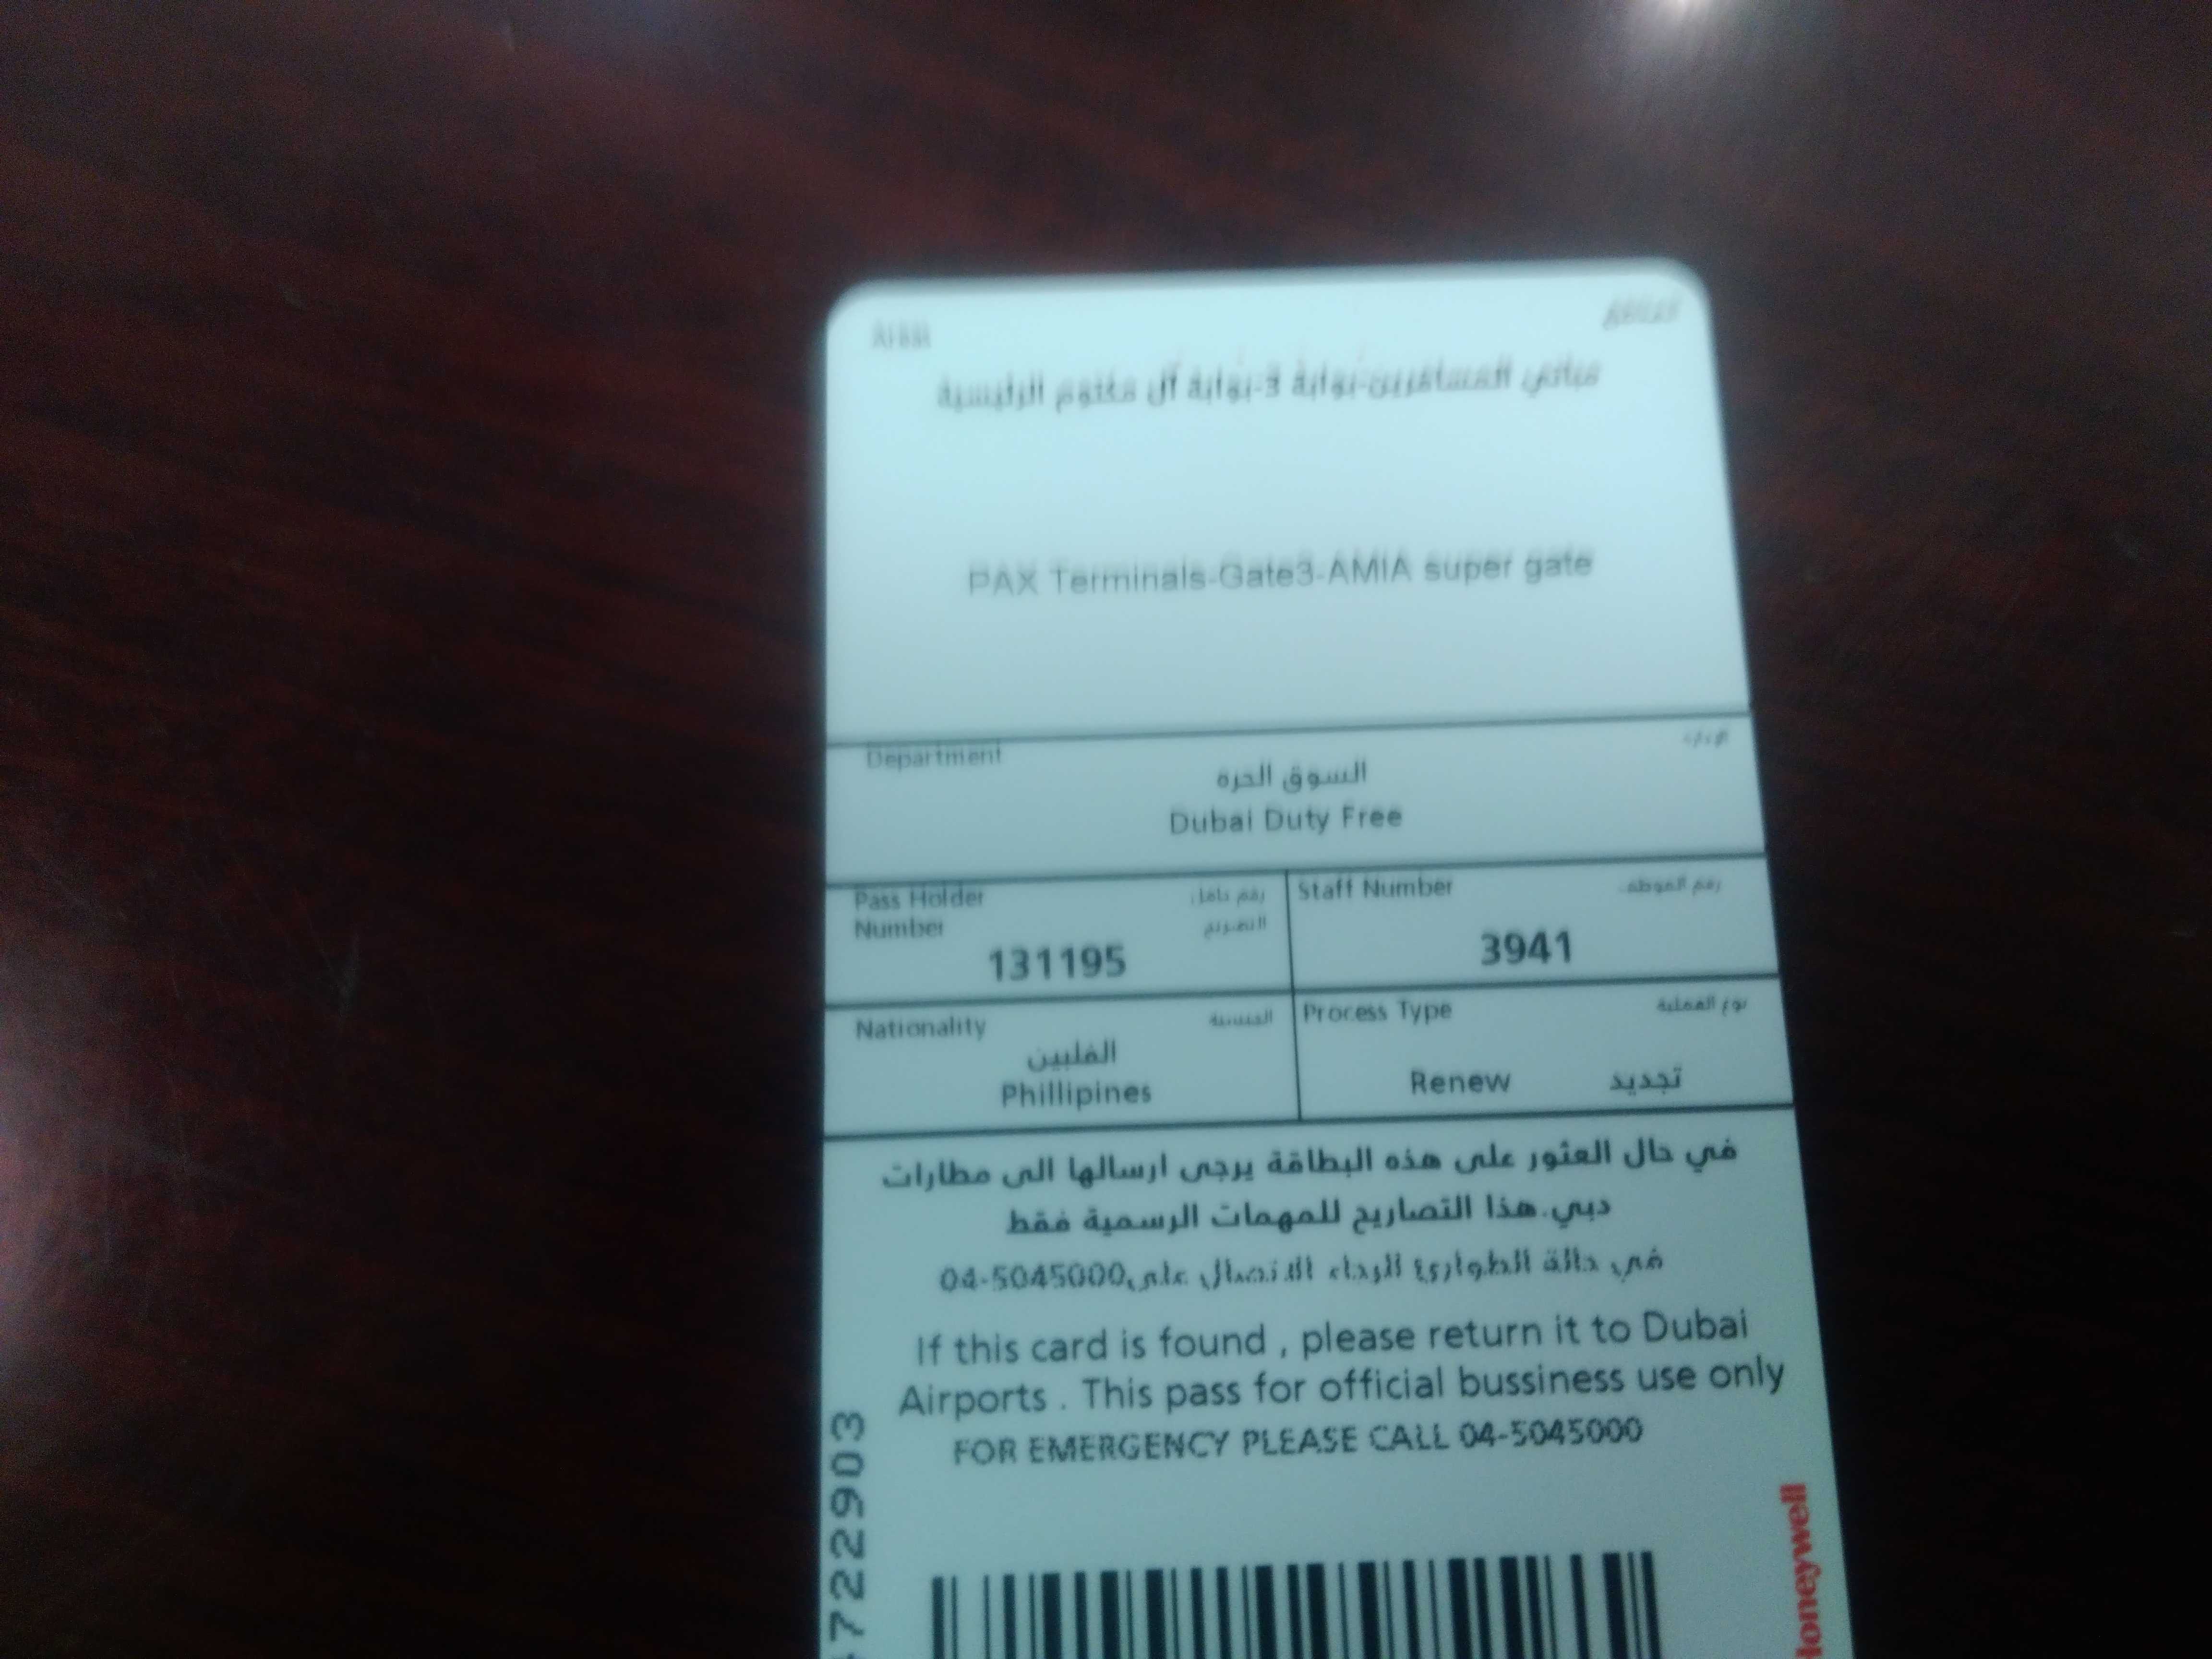 Areas المناطق
مباني المسافرين-بوابة 3-بوابة آل مكتوم الرئيسية
PAX Terminals-Gate3-AMIA super gate
Department الإدارة
السوق الحره
Dubai Duty Free
Pass Holder رقم حامل
Number التصريح
131195
Staff Number رقم الموظف
3941
Nationality الجنسية
الفلبين
Phillipines
Process Type نوع العملية
Renew تجديد
في حال العثور على هذه البطاقة يرجى ارسالها الى مطارات
دبي.هذا التصاريح للمهمات الرسمية فقط
في حالة الطوارئ الرجاء الاتصال على04-5045000
If this card is found , please return it to Dubai
Airports . This pass for official bussiness use only
FOR EMERGENCY PLEASE CALL 04-5045000
722903
Honeywell